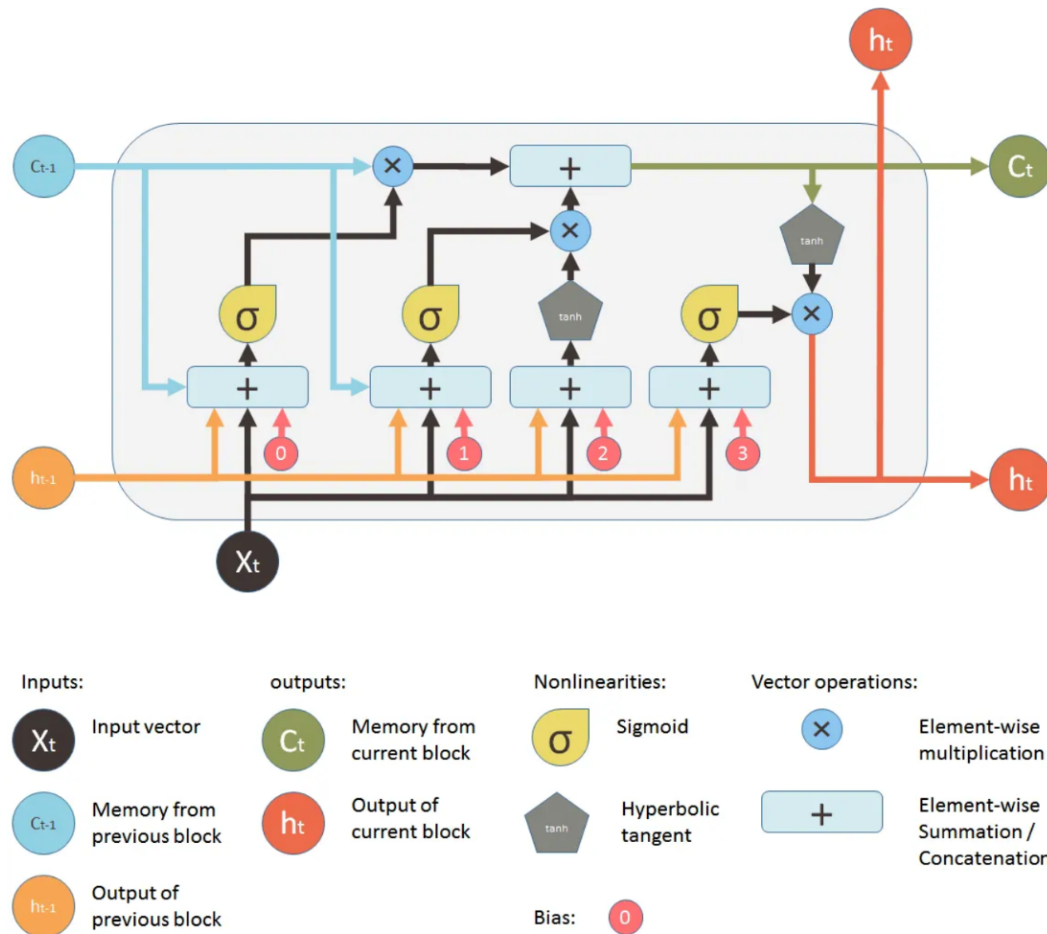 ht
Ct-1
×
+
Ct
tanh
×
σ
σ
tanh
σ
×
+
+
+
+
0
1
2
3
ht-1
ht
Xt
Inputs:
outputs:
Nonlinearities:
Vector operations:
Xt
Input vector
Ct
Memory from
current block
σ
Sigmoid
×
Element-wise
multiplication
Ct-1
Memory from
previous block
ht
Output of
current block
tanh
Hyperbolic
tangent
+
Element-wise
Summation /
Concatenation
ht-1
Output of
previous block
Bias:
0